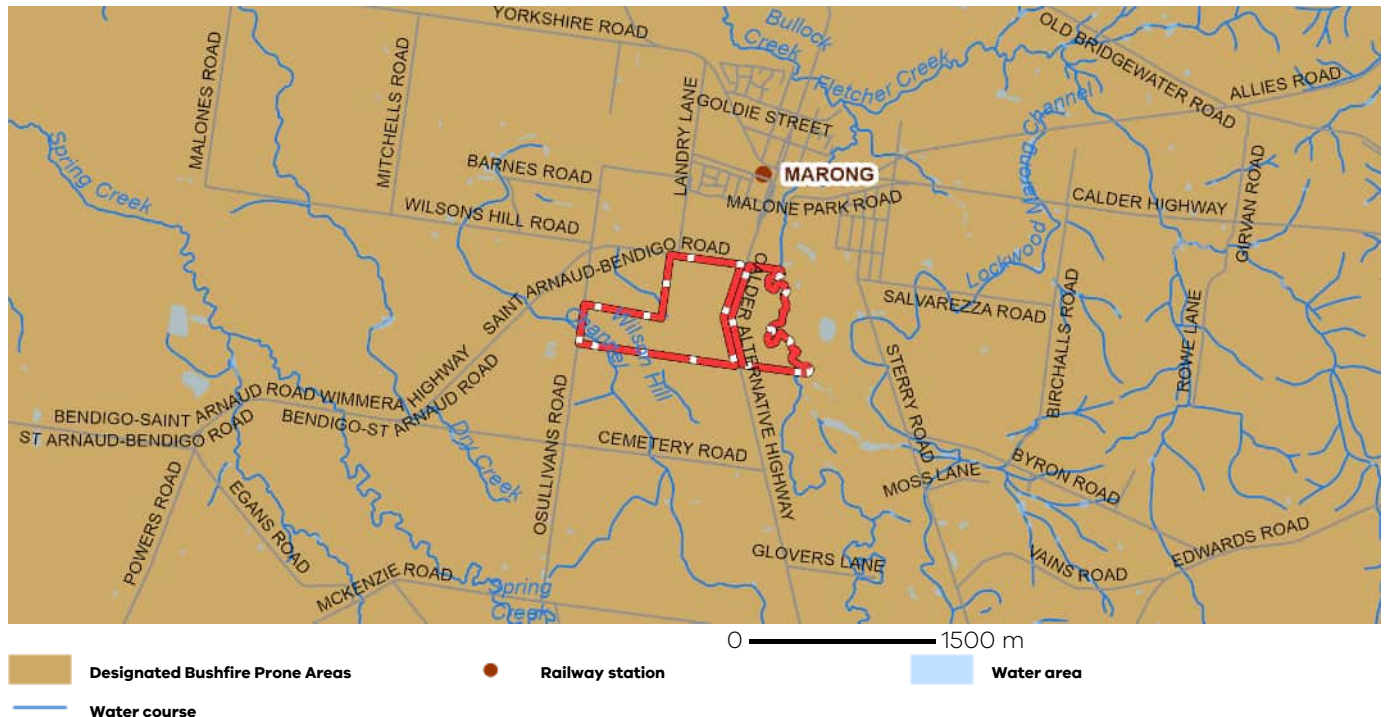 YORKSHIRE ROAD
Bullock
Creek
OLD BRIDGEWATER ROAD
MALONES ROAD
MITCHELLS ROAD
LANDRY LANE
Fletcher Creek
ALLIES ROAD
GOLDIE STREET
Lockwood Marong Channel
Spring Creek
BARNES ROAD
MARONG
GIRVAN ROAD
MALONE PARK ROAD
CALDER HIGHWAY
WILSONS HILL ROAD
SAINT ARNAUD-BENDIGO ROAD
CALDER ALTERNATIVE HIGHWAY
SALVAREZZA ROAD
Wilson Hill
Channel
BIRCHALLS ROAD
ROWE LANE
STERRY ROAD
WIMMERA HIGHWAY
BENDIGO-SAINT ARNAUD ROAD
BENDIGO-ST ARNAUD ROAD
ST ARNAUD-BENDIGO ROAD
OSULLIVANS ROAD
CEMETERY ROAD
Dry Creek
BYRON ROAD
MOSS LANE
POWERS ROAD
EGANS ROAD
EDWARDS ROAD
GLOVERS LANE
VAINS ROAD
MCKENZIE ROAD
Spring
Creek
0 1500 m
Designated Bushfire Prone Areas
Railway station
Water area
Water course